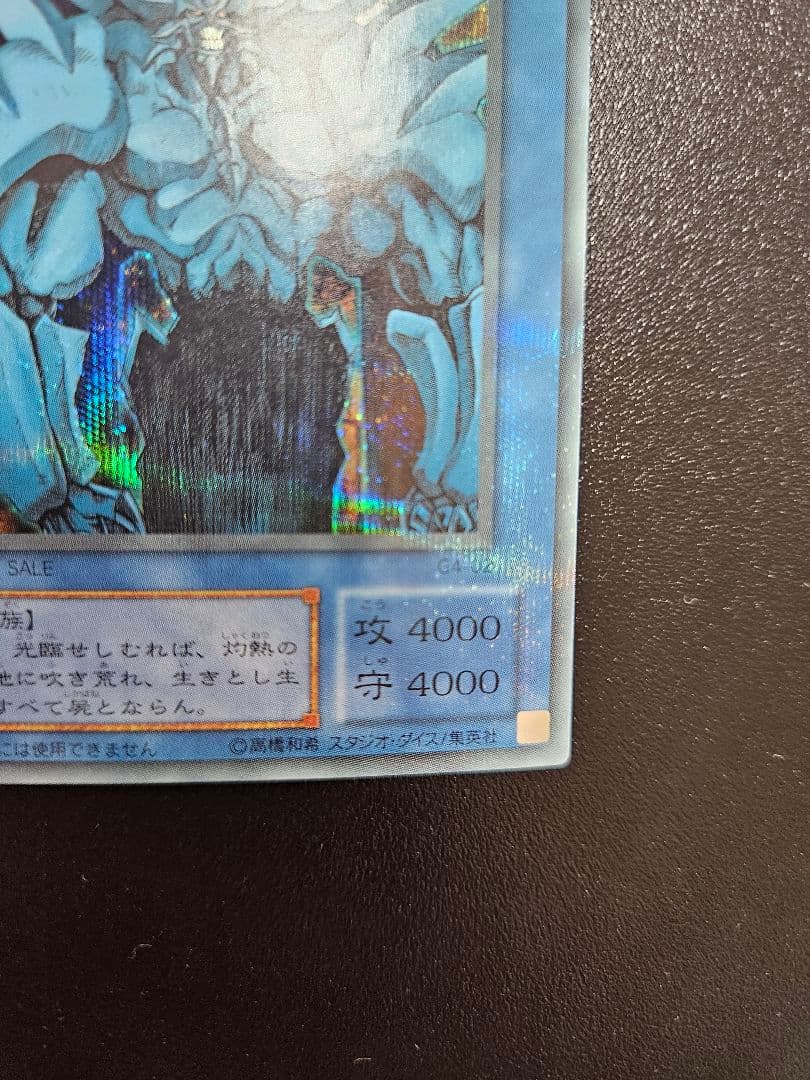 SALE
G4-02
族】
光臨せしむれば、灼熱の
地に吹き荒れ、生きとし生
すべて屍とならん。
攻 4000
守 4000
には使用できません
©高橋和希 スタジオ・ダイス/集英社